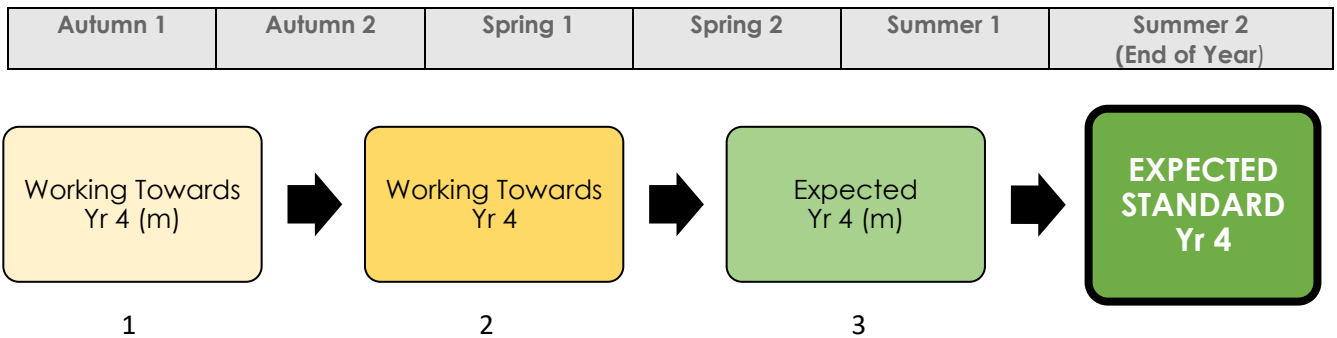 Autumn 1 Autumn 2 Spring 1 Spring 2 Summer 1 Summer 2
(End of Year)
Working Towards
Yr 4 (m)
Working Towards
Yr 4
Expected
Yr 4 (m)
EXPECTED
STANDARD
Yr 4
1 2 3